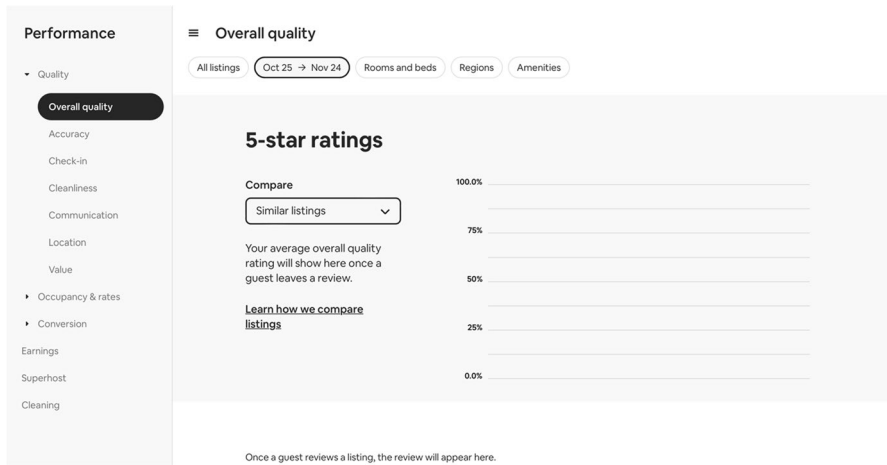 Performance
Quality
Overall quality
Accuracy
Check-in
Cleanliness
Communication
Location
Value
Occupancy & rates
Conversion
Earnings
Superhost
Cleaning
Overall quality
All listings
Oct 25 → Nov 24
Rooms and beds
Regions
Amenities
5-star ratings
Compare
Similar listings
Your average overall quality
rating will show here once a
guest leaves a review.
Learn how we compare
listings
100.0%
75%
50%
25%
0.0%
Once a guest reviews a listing, the review will appear here.